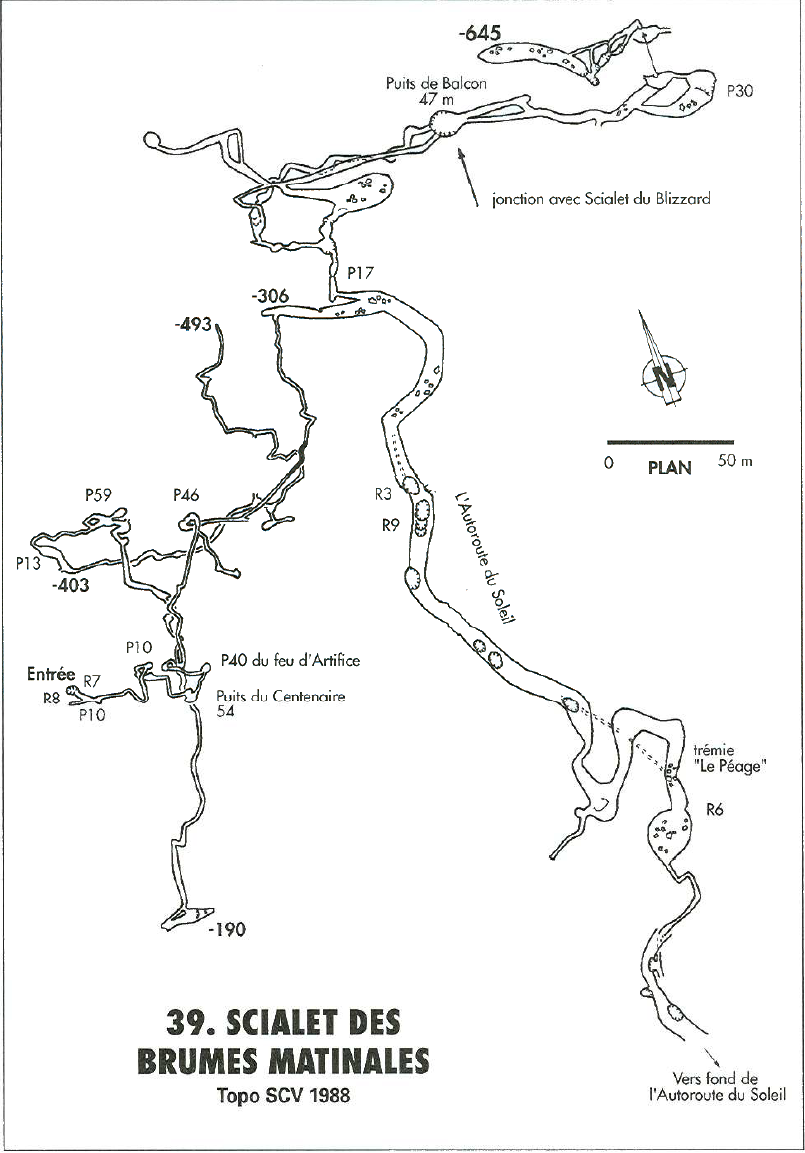 -645
Puits de Balcon
47 m
P30
jonction avec Scialet du Blizzard
P17
-306
-493
N
0 PLAN 50 m
P59
P46
R3
R9
L'Autoroute du Soleil
P13
-403
P10
P40 du feu d'Artifice
Entrée
R7
R8
P10
Puits du Centenaire
54
trémie
"Le Péage"
R6
-190
39. SCIALET DES
BRUMES MATINALES
Topo SCV 1988
Vers fond de
l'Autoroute du Soleil